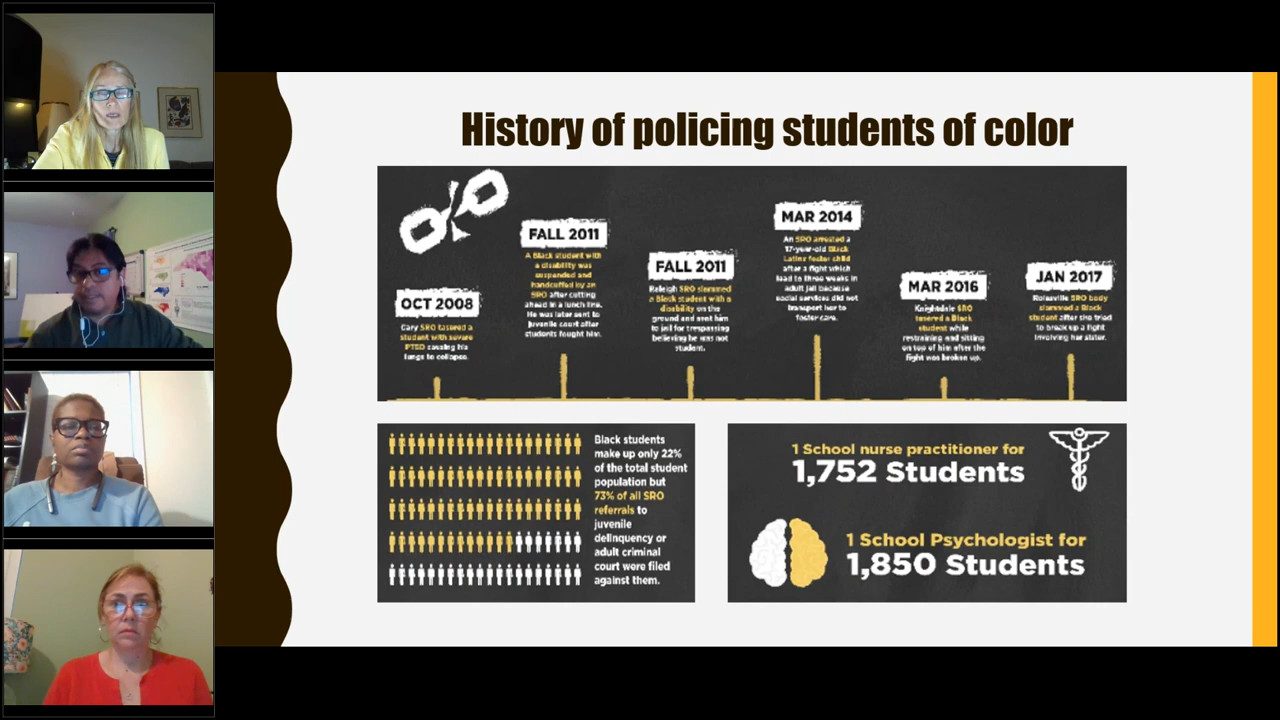 History of policing students of color
OCT 2008
Cary SRO tasered a
student with severe
PTSD causing his
lungs to collapse.
FALL 2011
A Black student with
a disability was
suspended and
handcuffed by an
SRO after cutting
ahead in a lunch line.
He was later sent to
juvenile court after
students fought him.
FALL 2011
Raleigh SRO slammed
a Black student with a
disability on the
ground and sent him
to jail for trespassing
believing he was not
student.
MAR 2014
An SRO arrested a
17-year-old Black
Latinx foster child
after a fight which
lead to three weeks in
adult jail because
social services did not
transport her to
foster care.
MAR 2016
Knightdale SRO
tasered a Black
student while
restraining and sitting
on top of him after the
fight was broken up.
JAN 2017
Rolesville SRO body
slammed a Black
student after she tried
to break up a fight
involving her sister.
Black students
make up only 22%
of the total student
population but
73% of all SRO
referrals to
juvenile
delinquency or
adult criminal
court were filed
against them.
1 School nurse practitioner for
1,752 Students
1 School Psychologist for
1,850 Students